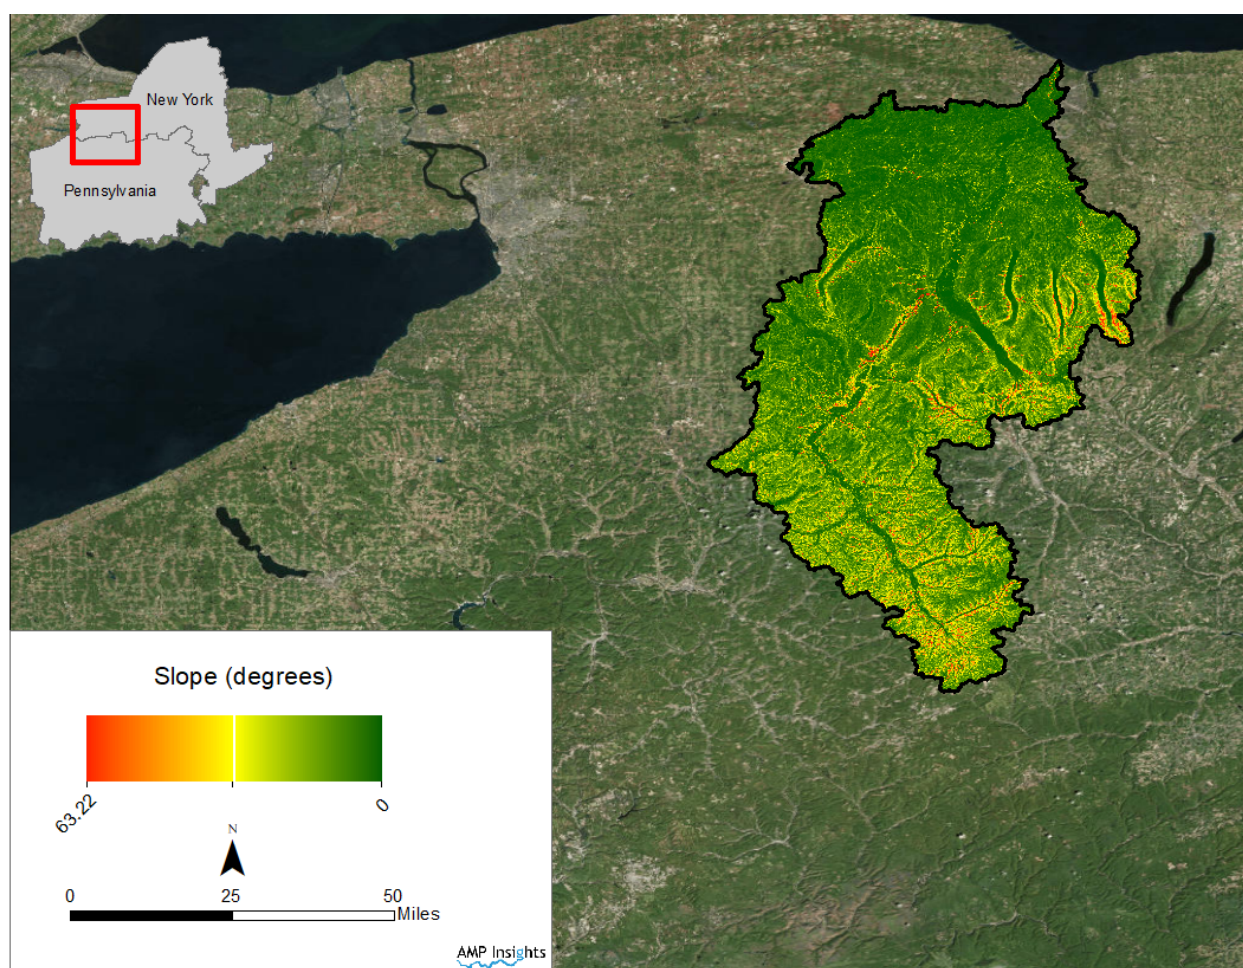 New York
Pennsylvania
Slope (degrees)
63.22
0
N
0
25
50
Miles
AMP Insights